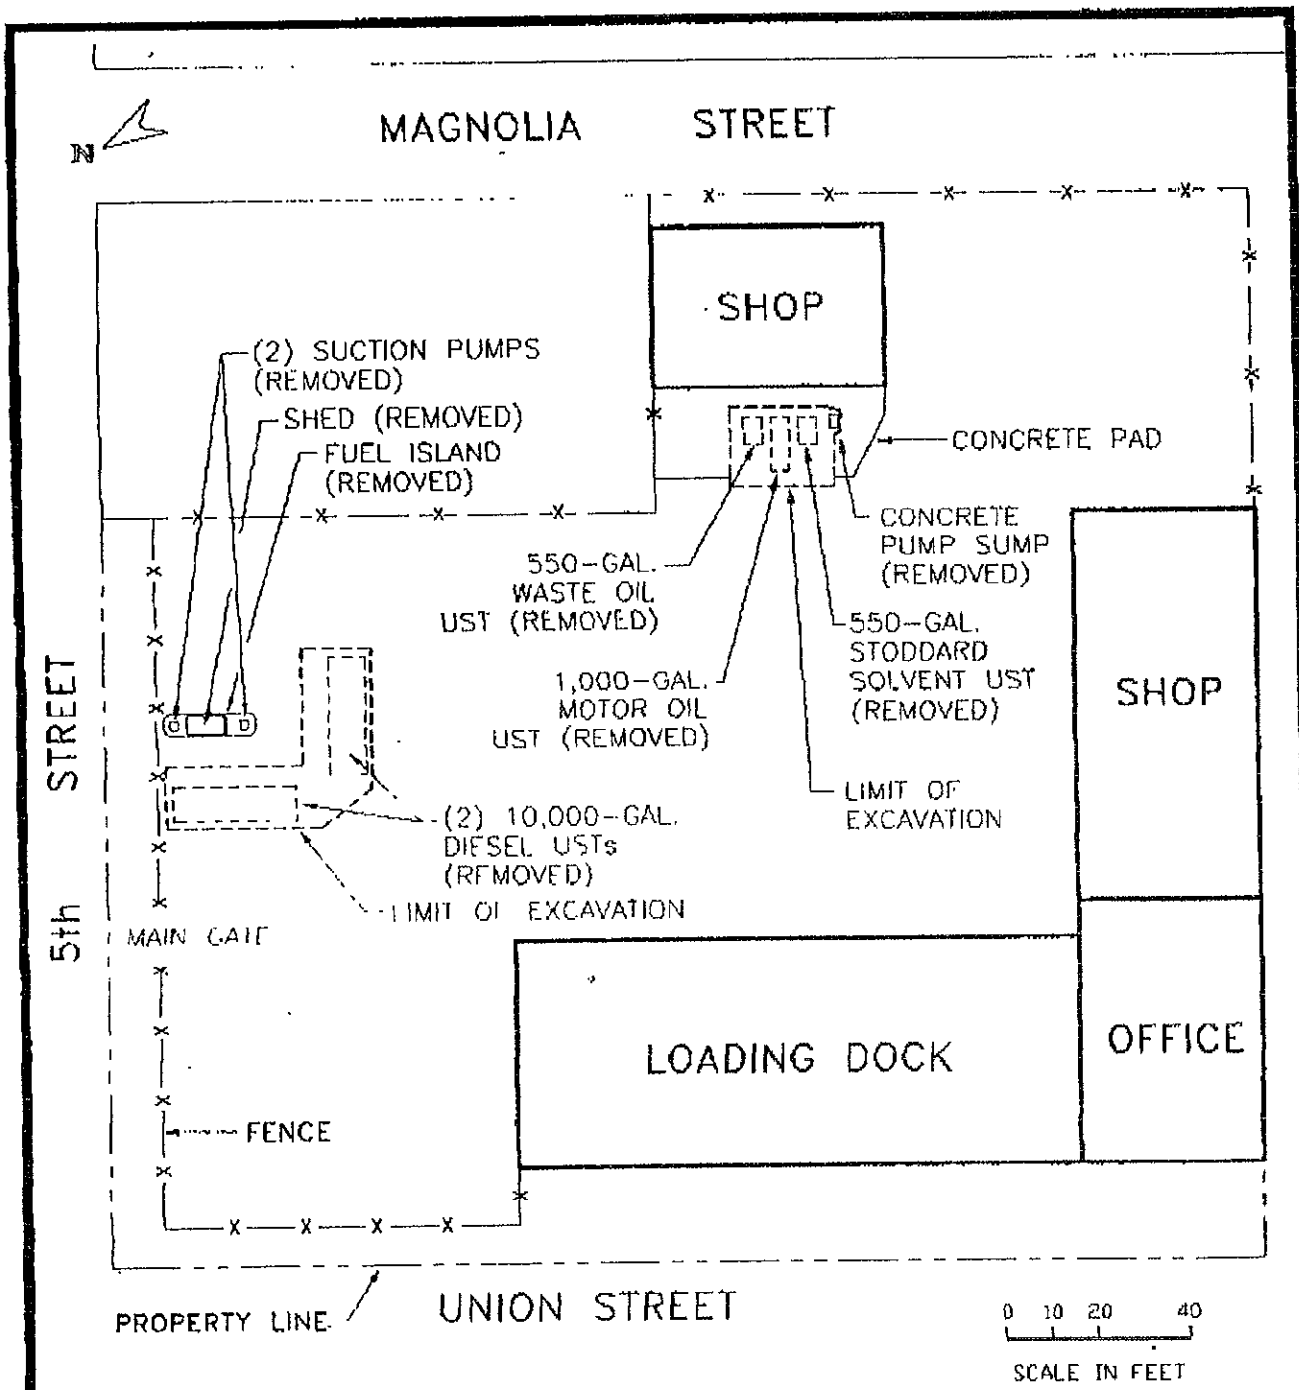 MAGNOLIA STREET
N
SHOP
(2) SUCTION PUMPS
(REMOVED)
SHED (REMOVED)
FUEL ISLAND
(REMOVED)
CONCRETE PAD
CONCRETE
PUMP SUMP
(REMOVED)
550-GAL.
WASTE OIL
UST (REMOVED)
550-GAL.
STODDARD
SOLVENT UST
(REMOVED)
1,000-GAL.
MOTOR OIL
UST (REMOVED)
SHOP
LIMIT OF
EXCAVATION
(2) 10,000-GAL.
DIESEL USTs
(REMOVED)
LIMIT OF EXCAVATION
5th STREET
MAIN GATE
LOADING DOCK
OFFICE
FENCE
PROPERTY LINE
UNION STREET
0 10 20 40
SCALE IN FEET